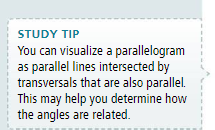 STUDY TIP
You can visualize a parallelogram
as parallel lines intersected by
transversals that are also parallel.
This may help you determine how
the angles are related.